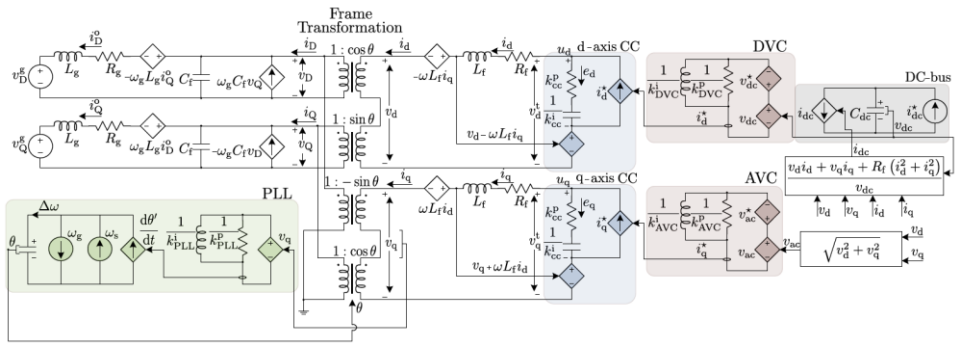 Frame
Transformation
i_D^o
L_g
R_g
-ω_g L_g i_Q^o
v_D^g
C_f
ω_g C_f v_Q
i_D
v_D
1 : cos θ
i_d
-ωL_f i_q
L_f
i_d
R_f
u_d
d-axis CC
k_cc^p
e_d
1
k_cc^i
i_d^⋆
v_d^t
v_d - ωL_f i_q
v_d
DVC
1
k_DVC^i
1
k_DVC^p
v_dc^⋆
v_dc
i_d^⋆
DC-bus
i_dc
C_dc
v_dc
i_dc^⋆
i_dc
i_Q^o
L_g
R_g
ω_g L_g i_D^o
v_Q^g
C_f
-ω_g C_f v_D
i_Q
v_Q
1 : sin θ
v_d i_d + v_q i_q + R_f (i_d^2 + i_q^2)
v_dc
v_d
v_q
i_d
i_q
1 : - sin θ
i_q
ωL_f i_d
L_f
i_q
R_f
u_q
q-axis CC
k_cc^p
e_q
1
k_cc^i
i_q^⋆
v_q^t
v_q + ωL_f i_d
v_q
AVC
1
k_AVC^i
1
k_AVC^p
v_ac^⋆
v_ac
i_q^⋆
v_ac
√(v_d^2 + v_q^2)
v_d
v_q
1 : cos θ
θ
PLL
Δω
θ
ω_g
ω_s
dθ′
dt
1
k_PLL^i
1
k_PLL^p
v_q